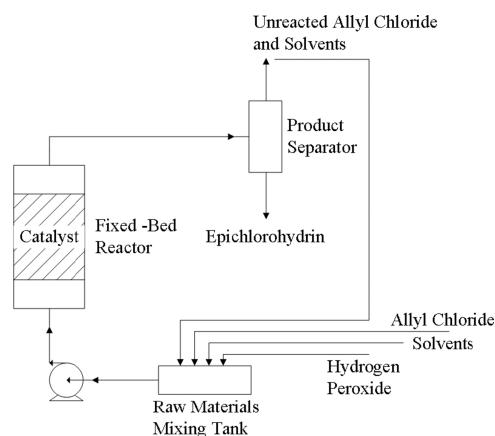 Unreacted Allyl Chloride
and Solvents
Product
Separator
Catalyst
Fixed -Bed
Reactor
Epichlorohydrin
Allyl Chloride
Solvents
Hydrogen
Peroxide
Raw Materials
Mixing Tank